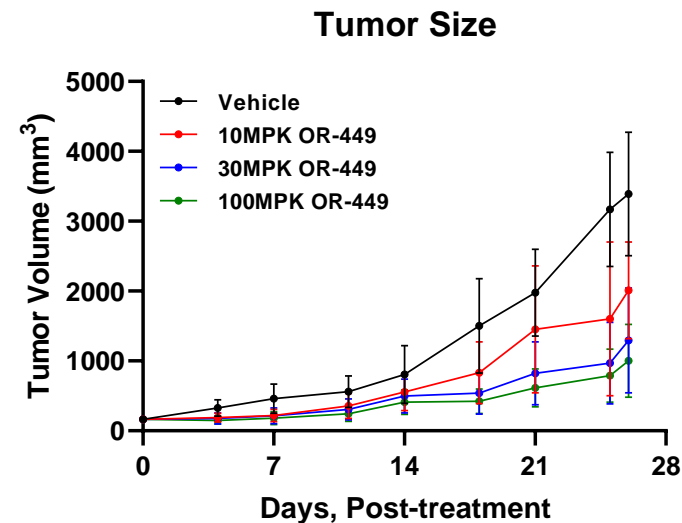 Tumor Size
Tumor Volume (mm³)
5000
4000
3000
2000
1000
0
Vehicle
10MPK OR-449
30MPK OR-449
100MPK OR-449
0 7 14 21 28
Days, Post-treatment